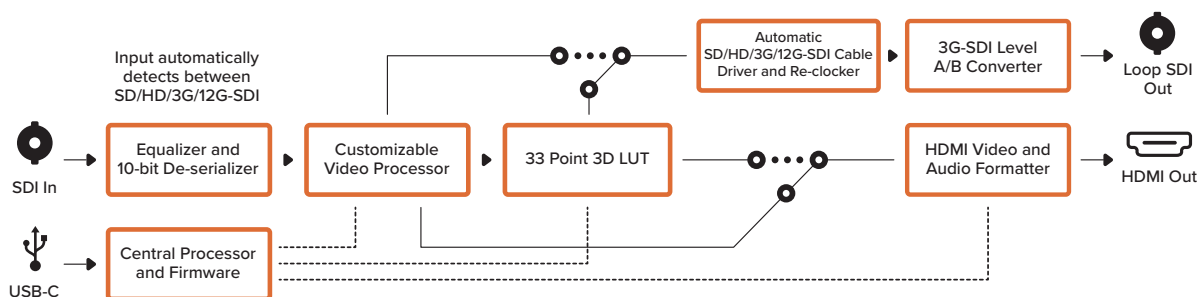 Input automatically
detects between
SD/HD/3G/12G-SDI
SDI In
Equalizer and
10-bit De-serializer
Customizable
Video Processor
33 Point 3D LUT
Automatic
SD/HD/3G/12G-SDI Cable
Driver and Re-clocker
3G-SDI Level
A/B Converter
Loop SDI
Out
HDMI Video and
Audio Formatter
HDMI Out
USB-C
Central Processor
and Firmware